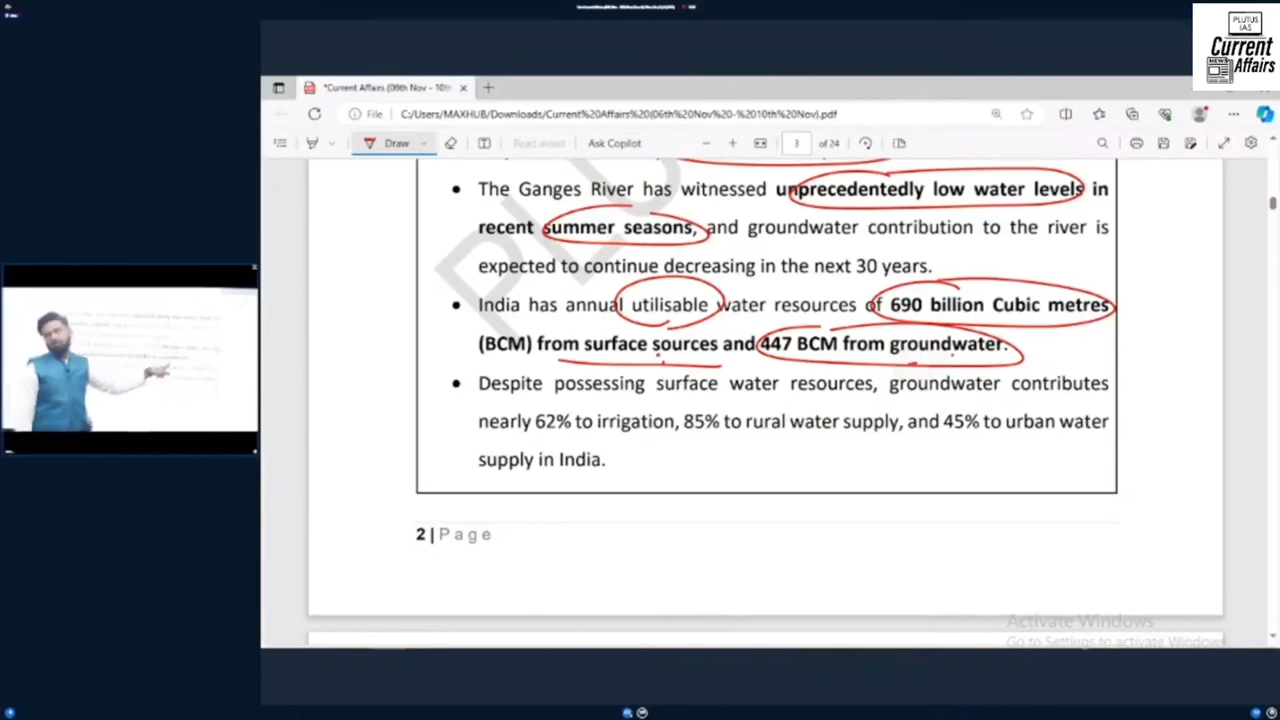 PLUTUS
IAS
Current
NEWS
Affairs
*Current Affairs (06th Nov - 10th
File C:/Users/MAXHUB/Downloads/Current%20Affairs%20(06th%20Nov%20-%2010th%20Nov).pdf
Draw Read aloud Ask Copilot 3 of 24
• The Ganges River has witnessed unprecedentedly low water levels in
recent summer seasons, and groundwater contribution to the river is
expected to continue decreasing in the next 30 years.
• India has annual utilisable water resources of 690 billion Cubic metres
(BCM) from surface sources and 447 BCM from groundwater.
• Despite possessing surface water resources, groundwater contributes
nearly 62% to irrigation, 85% to rural water supply, and 45% to urban water
supply in India.
2 | Page
PLU
Activate Windows
Go to Settings to activate Windows